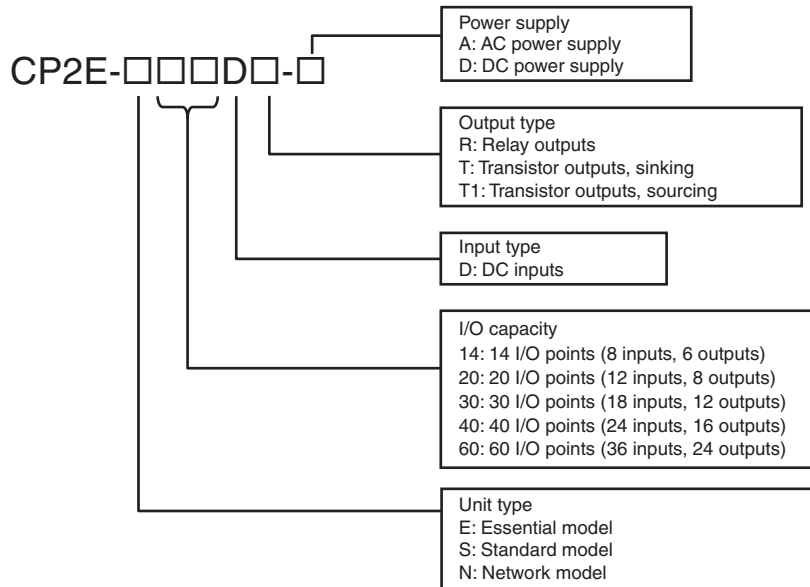 CP2E-□□□D□-□
Power supply
A: AC power supply
D: DC power supply
Output type
R: Relay outputs
T: Transistor outputs, sinking
T1: Transistor outputs, sourcing
Input type
D: DC inputs
I/O capacity
14: 14 I/O points (8 inputs, 6 outputs)
20: 20 I/O points (12 inputs, 8 outputs)
30: 30 I/O points (18 inputs, 12 outputs)
40: 40 I/O points (24 inputs, 16 outputs)
60: 60 I/O points (36 inputs, 24 outputs)
Unit type
E: Essential model
S: Standard model
N: Network model